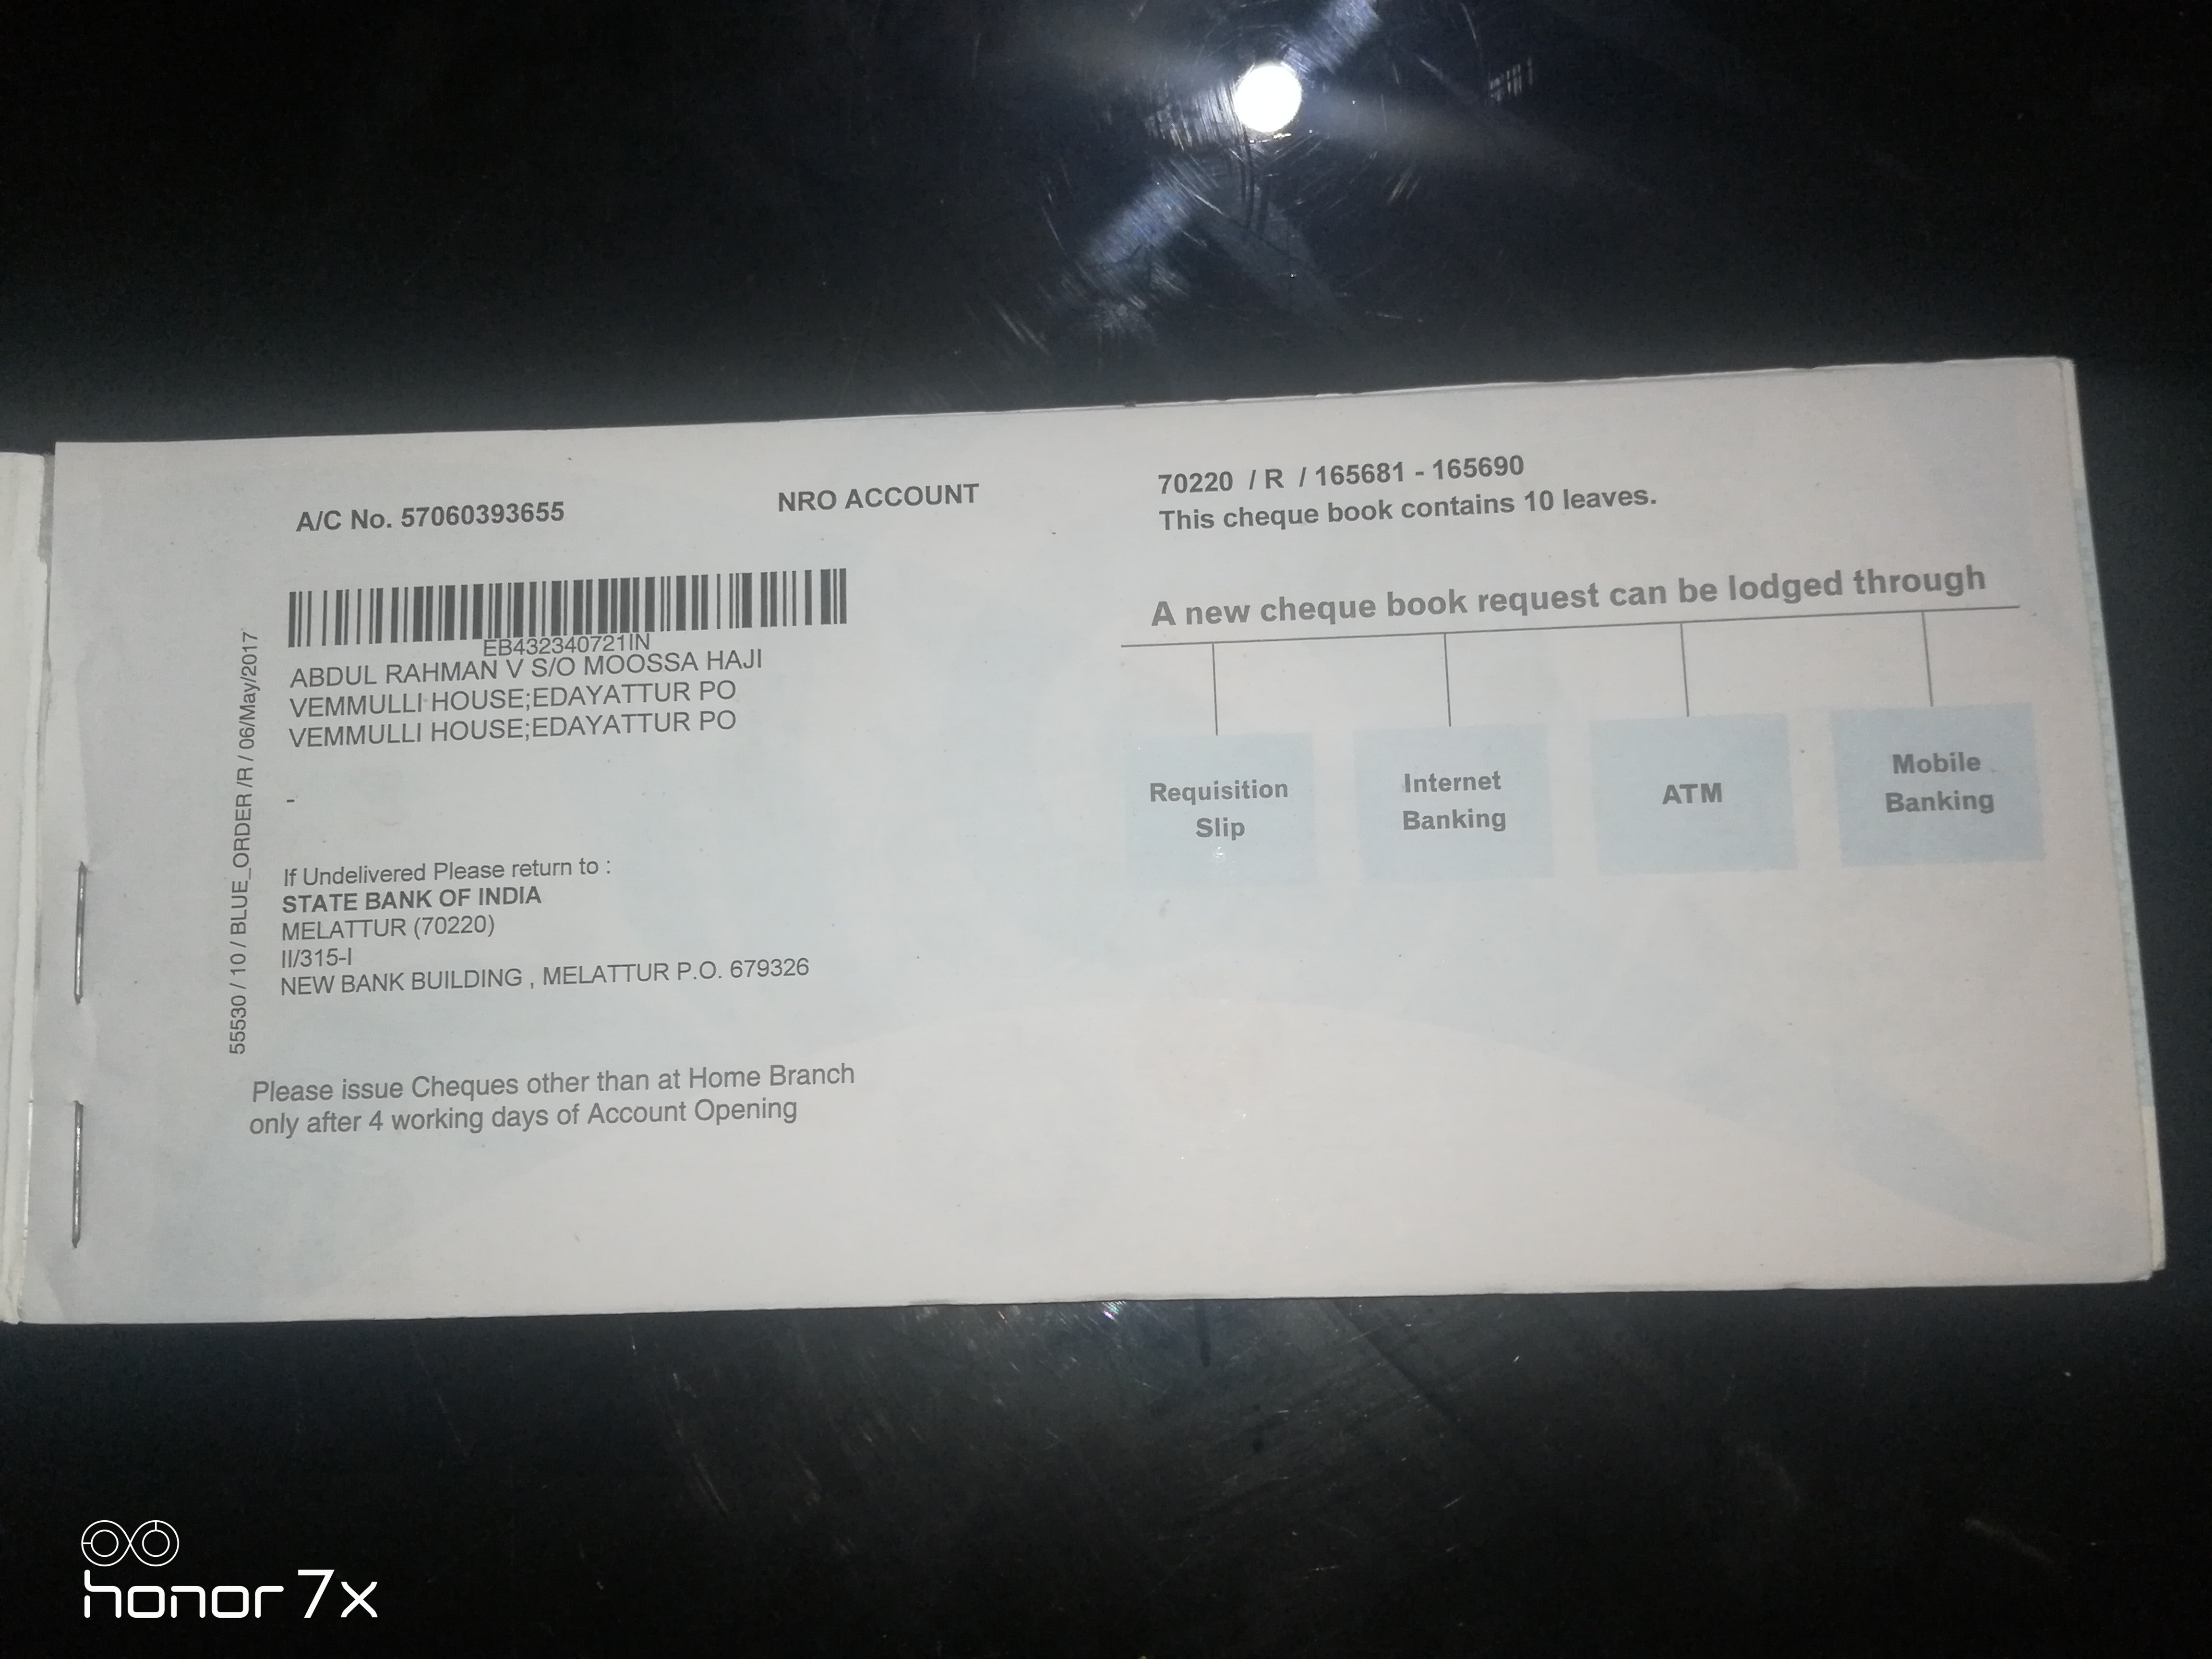 A/C No. 57060393655
NRO ACCOUNT
70220 / R / 165681 - 165690
This cheque book contains 10 leaves.
EB432340721IN
ABDUL RAHMAN V S/O MOOSSA HAJI
VEMMULLI HOUSE;EDAYATTUR PO
VEMMULLI HOUSE;EDAYATTUR PO
-
If Undelivered Please return to :
STATE BANK OF INDIA
MELATTUR (70220)
II/315-I
NEW BANK BUILDING , MELATTUR P.O. 679326
Please issue Cheques other than at Home Branch
only after 4 working days of Account Opening
55530 / 10 / BLUE_ORDER /R / 06/May/2017
A new cheque book request can be lodged through
Requisition
Slip
Internet
Banking
ATM
Mobile
Banking
honor 7x